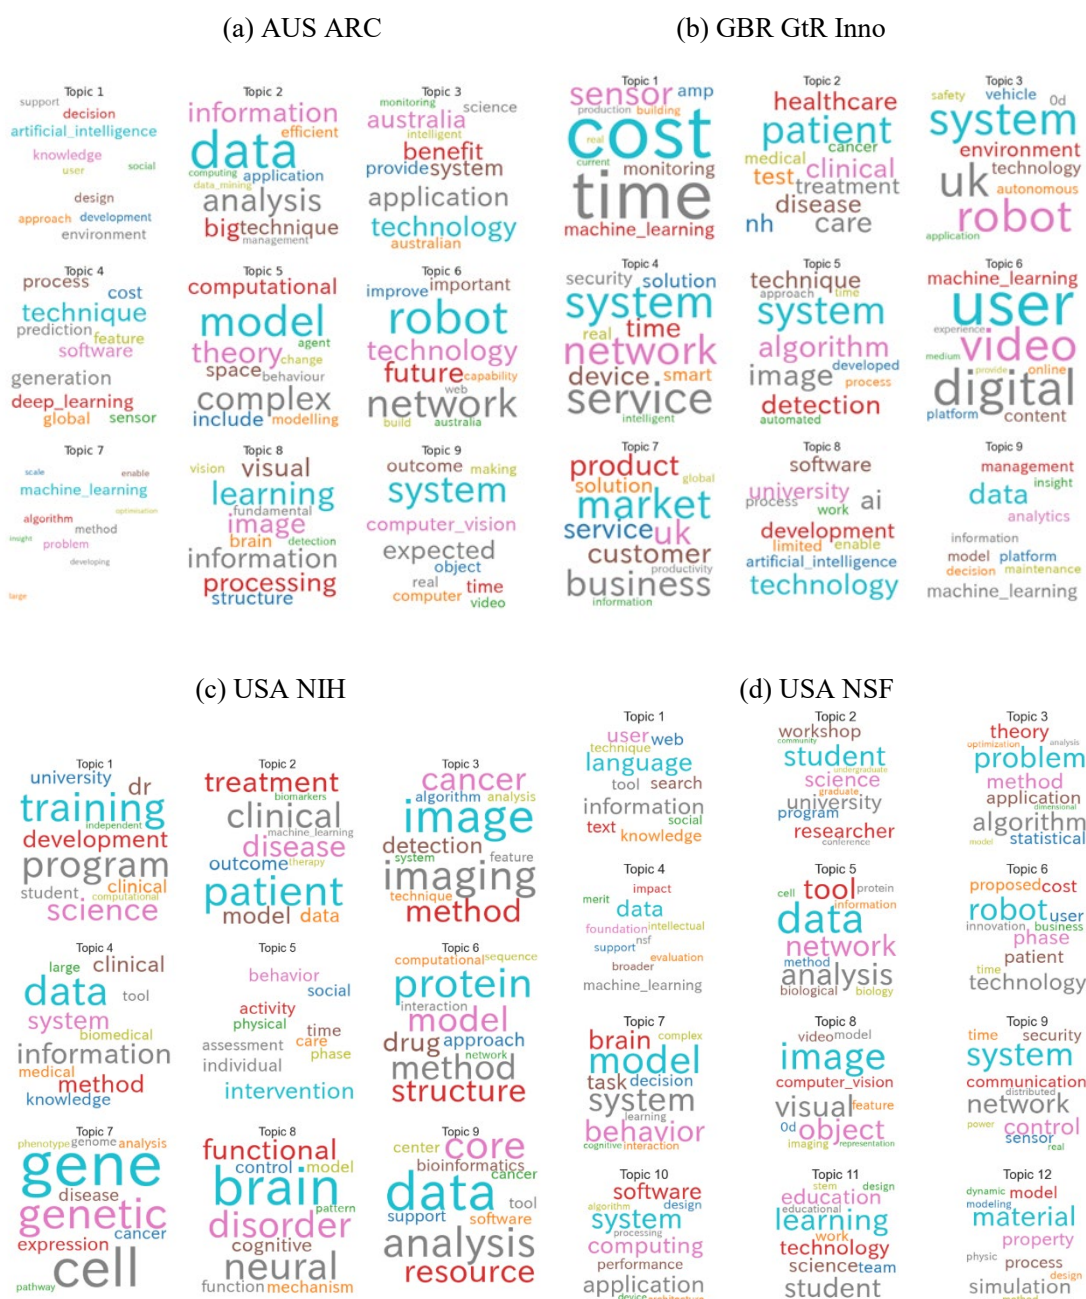 (a) AUS ARC
(b) GBR GtR Inno
Topic 1
support
decision
artificial_intelligence
knowledge
user social
design
approach development
environment
Topic 2
information
efficient
data
computing application
data_mining
analysis
big technique
management
Topic 3
monitoring science
australia
intelligent
benefit
provide system
application
technology
australian
Topic 4
process
cost
technique
prediction feature
software
generation
deep_learning
global sensor
Topic 5
computational
model
agent
theory change
space behaviour
complex
include modelling
Topic 6
improve important
robot
technology
future capability
web
network
build australia
Topic 7
scale enable
machine_learning
optimisation
algorithm
method
insight problem
developing
large
Topic 8
vision visual
learning
fundamental
image
brain detection
information
processing
structure
Topic 9
outcome making
system
computer_vision
expected
object
real time
computer video
Topic 1
sensor amp
production building
cost
real
current
monitoring
time
machine_learning
Topic 2
healthcare
patient
cancer
medical clinical
test treatment
disease
nh care
Topic 3
safety vehicle 0d
system
environment
uk technology
autonomous
robot
application
Topic 4
security solution
system
real time
network
device smart
service
intelligent
Topic 5
technique
approach time
system
algorithm
image developed
process
detection
automated
Topic 6
machine_learning
user
experience
medium video
provide online
digital
platform content
Topic 7
product
solution global
market
service uk
customer
productivity
business
information
Topic 8
software
university
process work ai
development
limited enable
artificial_intelligence
technology
Topic 9
management
insight
data
analytics
information
model platform
decision maintenance
machine_learning
(c) USA NIH
(d) USA NSF
Topic 1
university dr
training
independent
development
program
student clinical
computational
science
Topic 2
treatment
biomarkers
clinical
machine_learning
disease
outcome therapy
patient
model data
Topic 3
cancer
algorithm analysis
image
detection
system feature
imaging
technique
method
Topic 4
large clinical
data tool
system
biomedical
information
medical
method
knowledge
Topic 5
behavior
social
activity
physical
time
assessment care
phase
individual
intervention
Topic 6
computational sequence
protein
interaction
model
drug approach
network
method
structure
Topic 7
phenotype genome analysis
gene
disease
genetic
cancer
expression
cell
pathway
Topic 8
functional
control model
brain
pattern
disorder
cognitive
neural
function mechanism
Topic 9
center core
bioinformatics
cancer
data tool
support software
analysis
resource
Topic 1
user web
technique
language
tool search
information
social
text
knowledge
Topic 2
workshop
community
student
undergraduate
science
graduate
university
program
researcher
conference
Topic 3
theory
optimization analysis
problem
method
application
dimensional
algorithm
model statistical
Topic 4
impact
merit
data
foundation intellectual
nsf
support
evaluation
broader
machine_learning
Topic 5
cell tool protein
information
data
network
method
analysis
biological biology
Topic 6
proposed cost
robot user
innovation business
phase
patient
time
technology
Topic 7
brain complex
model
task decision
system
learning
behavior
cognitive interaction
Topic 8
video model
image
computer_vision
visual feature
0d object
imaging representation
Topic 9
time security
system
communication
distributed
network
power control
sensor
real
Topic 10
software
algorithm design
system
processing
computing
performance
application
device architecture
Topic 11
stem design
education
educational
learning
work
technology
science team
student
Topic 12
dynamic model
modeling
material
property
physic process
design
simulation
method